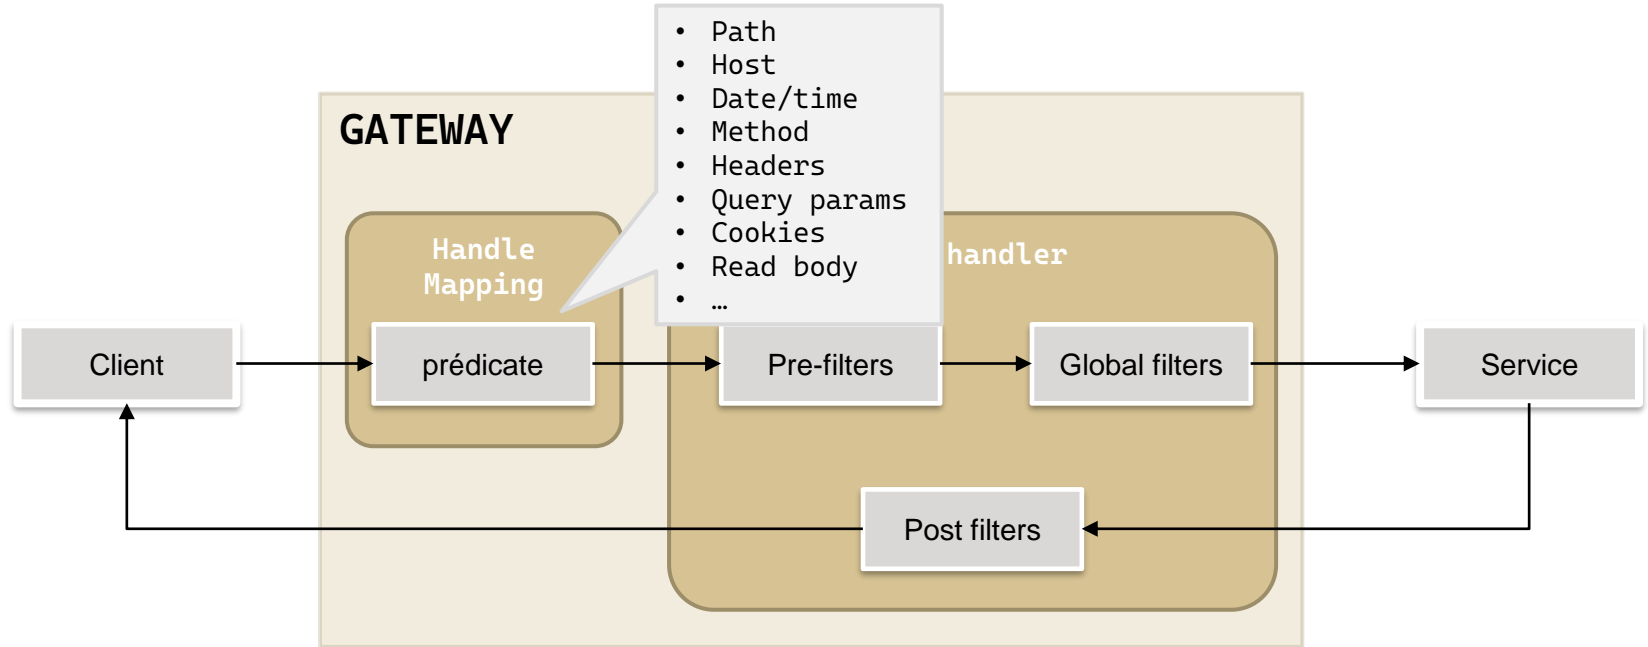 • Path
• Host
• Date/time
• Method
• Headers
• Query params
• Cookies
• Read body
• …
GATEWAY
Handle
Mapping
handler
Client
prédicate
Pre-filters
Global filters
Service
Post filters